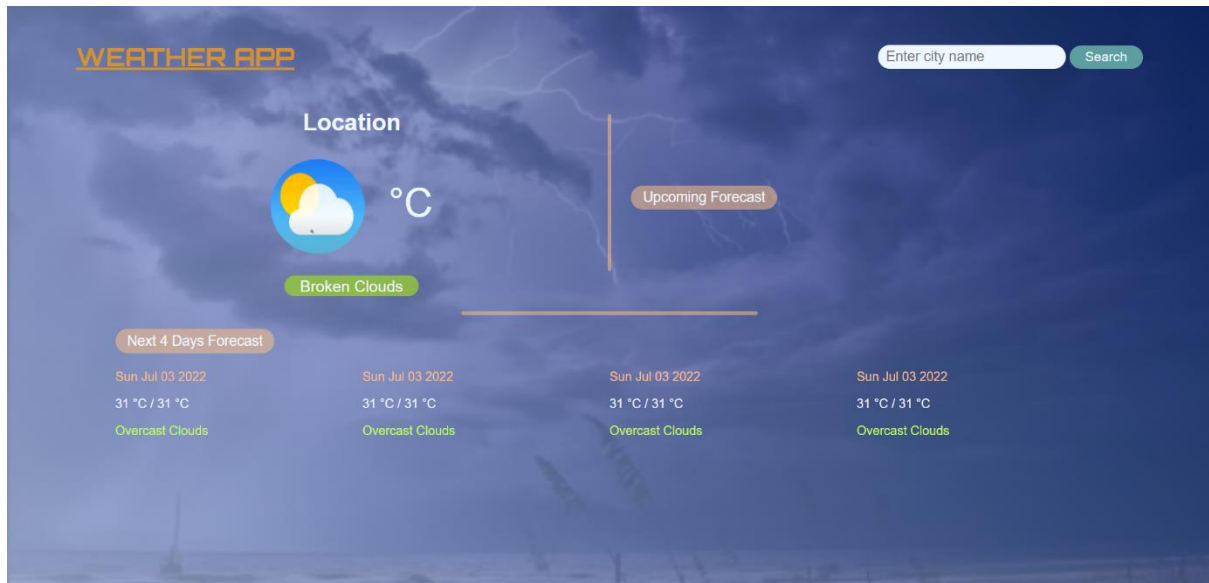 WEATHER APP
Enter city name
Search
Location
°C
Upcoming Forecast
Broken Clouds
Next 4 Days Forecast
Sun Jul 03 2022
Sun Jul 03 2022
Sun Jul 03 2022
Sun Jul 03 2022
31 °C / 31 °C
31 °C / 31 °C
31 °C / 31 °C
31 °C / 31 °C
Overcast Clouds
Overcast Clouds
Overcast Clouds
Overcast Clouds